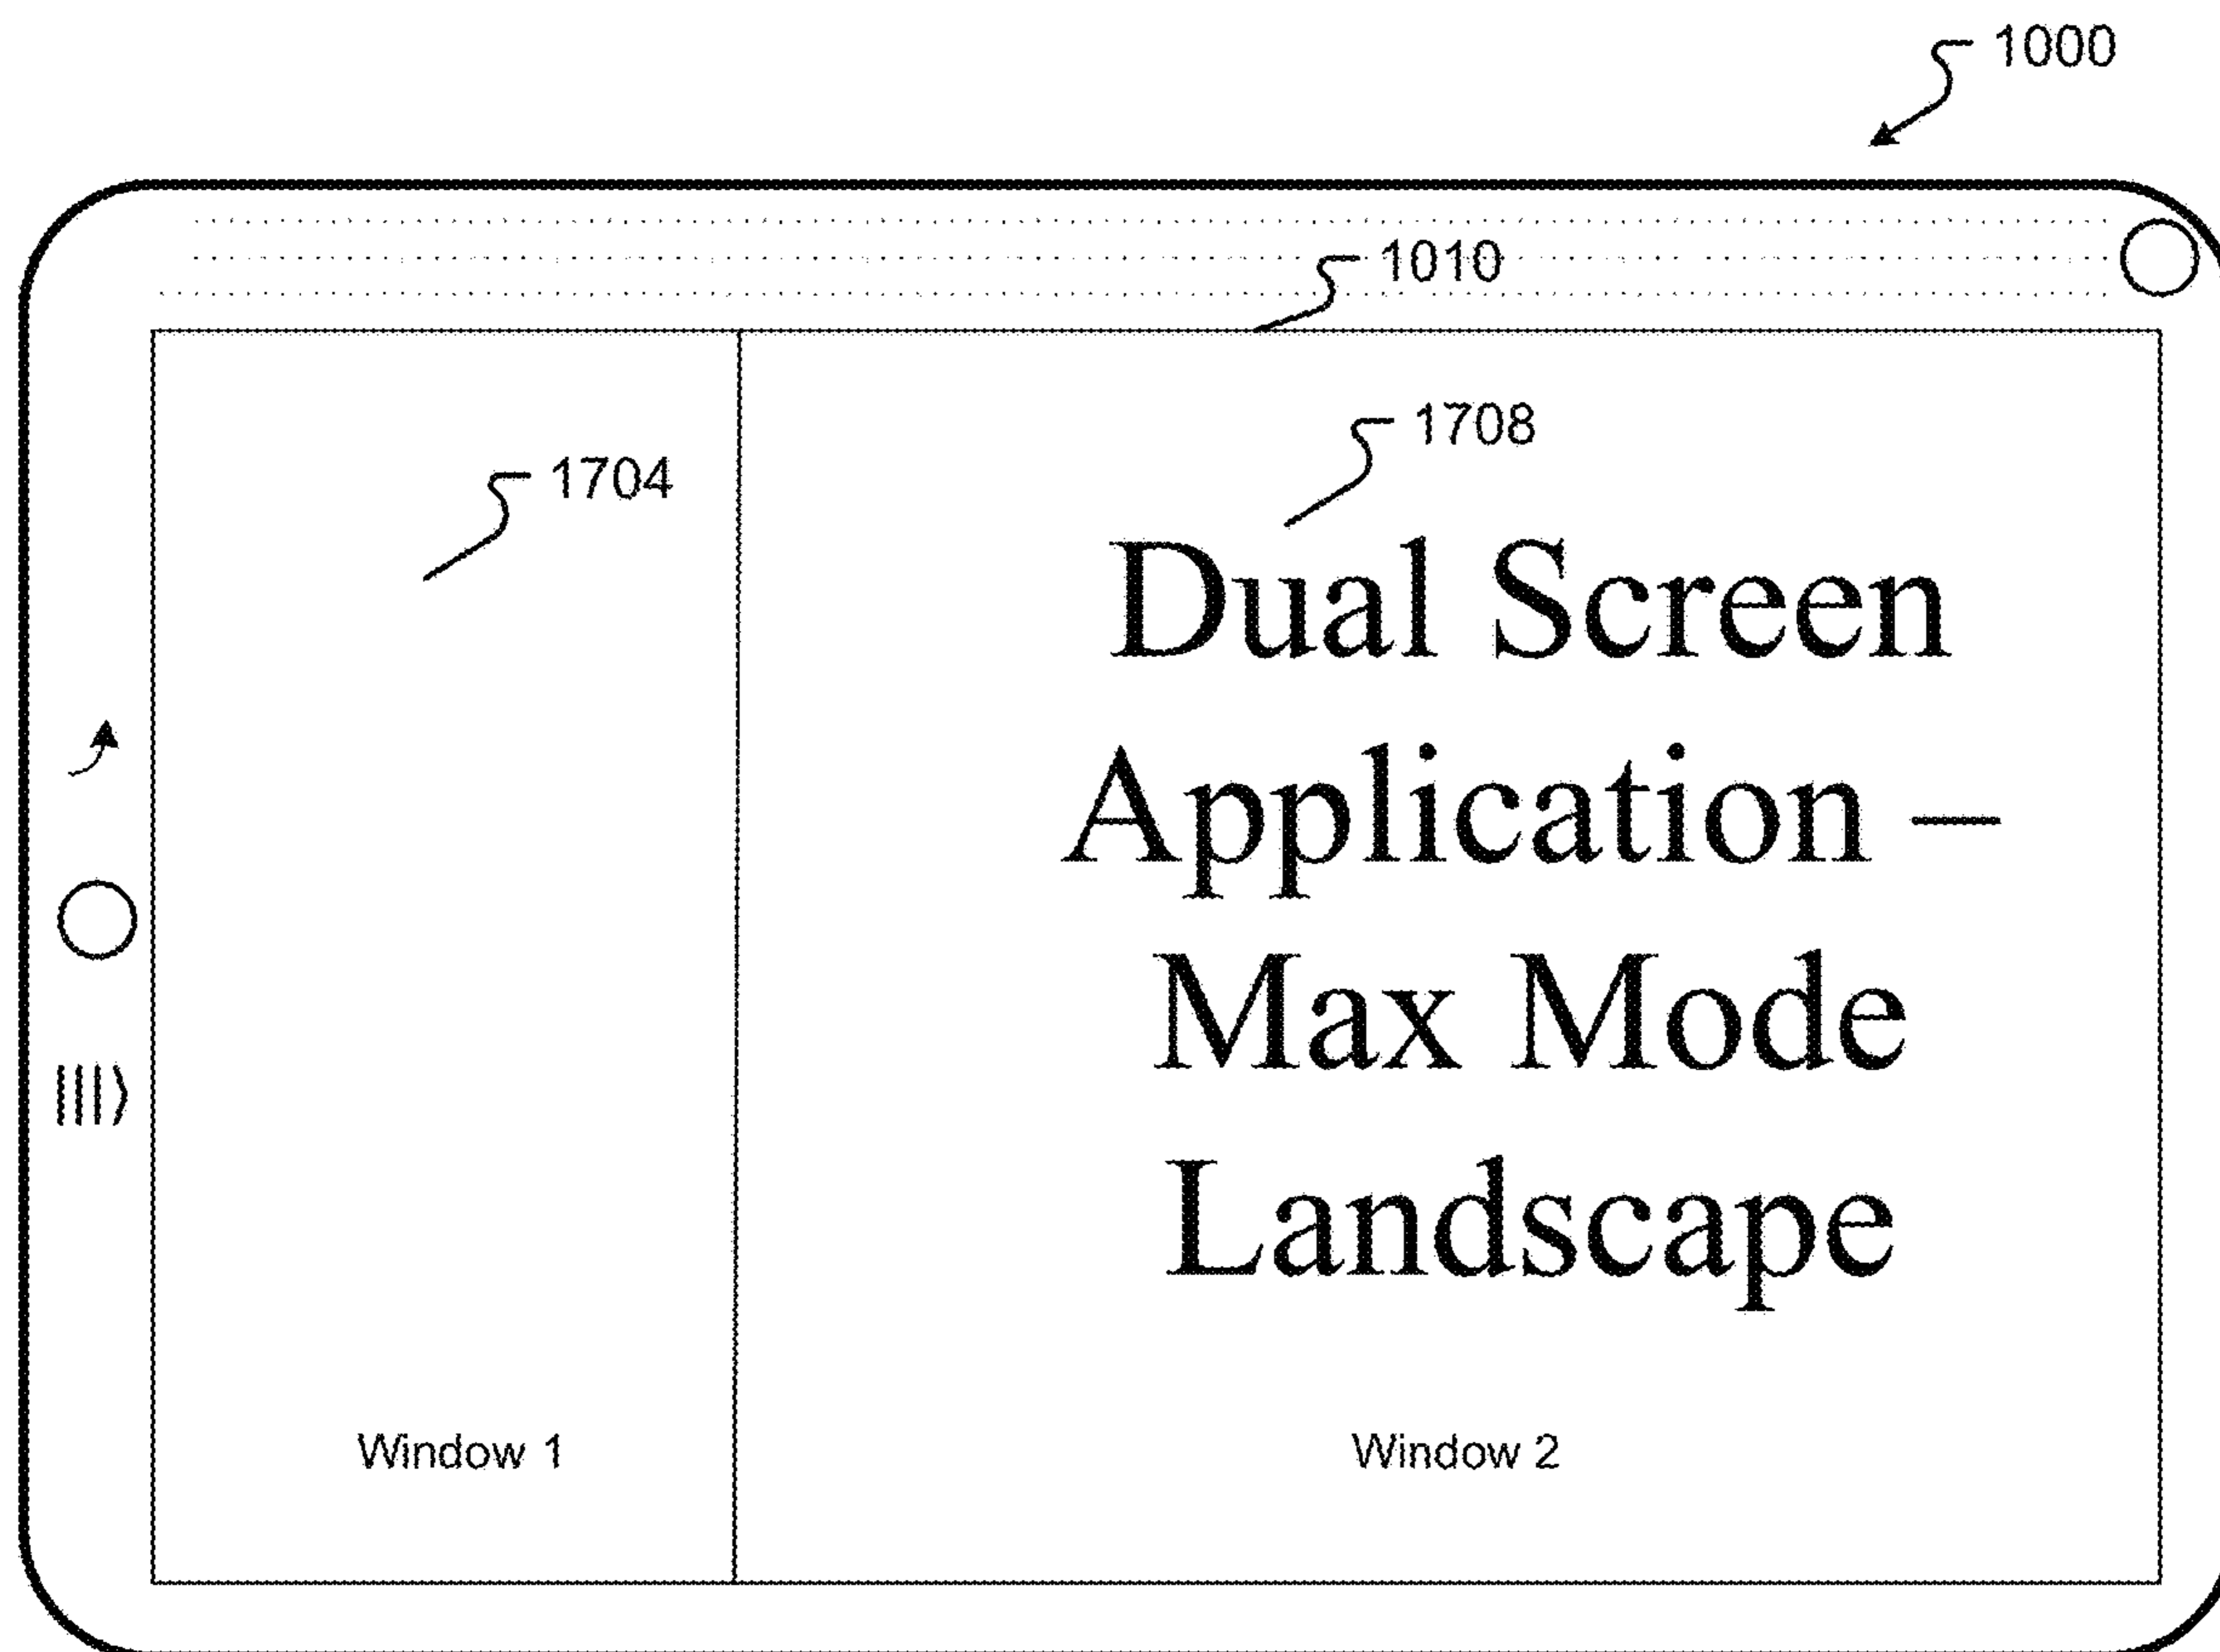 1000
1010
1708
1704
Dual Screen
Application –
Max Mode
Landscape
Window 1
Window 2